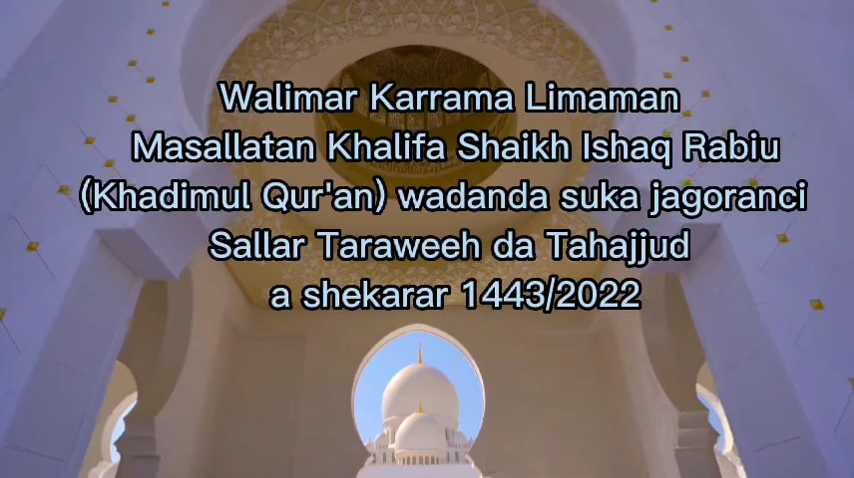 Walimar Karrama Limaman
Masallatan Khalifa Shaikh Ishaq Rabiu
(Khadimul Qur'an) wadanda suka jagoranci
Sallar Taraweeh da Tahajjud
a shekarar 1443/2022